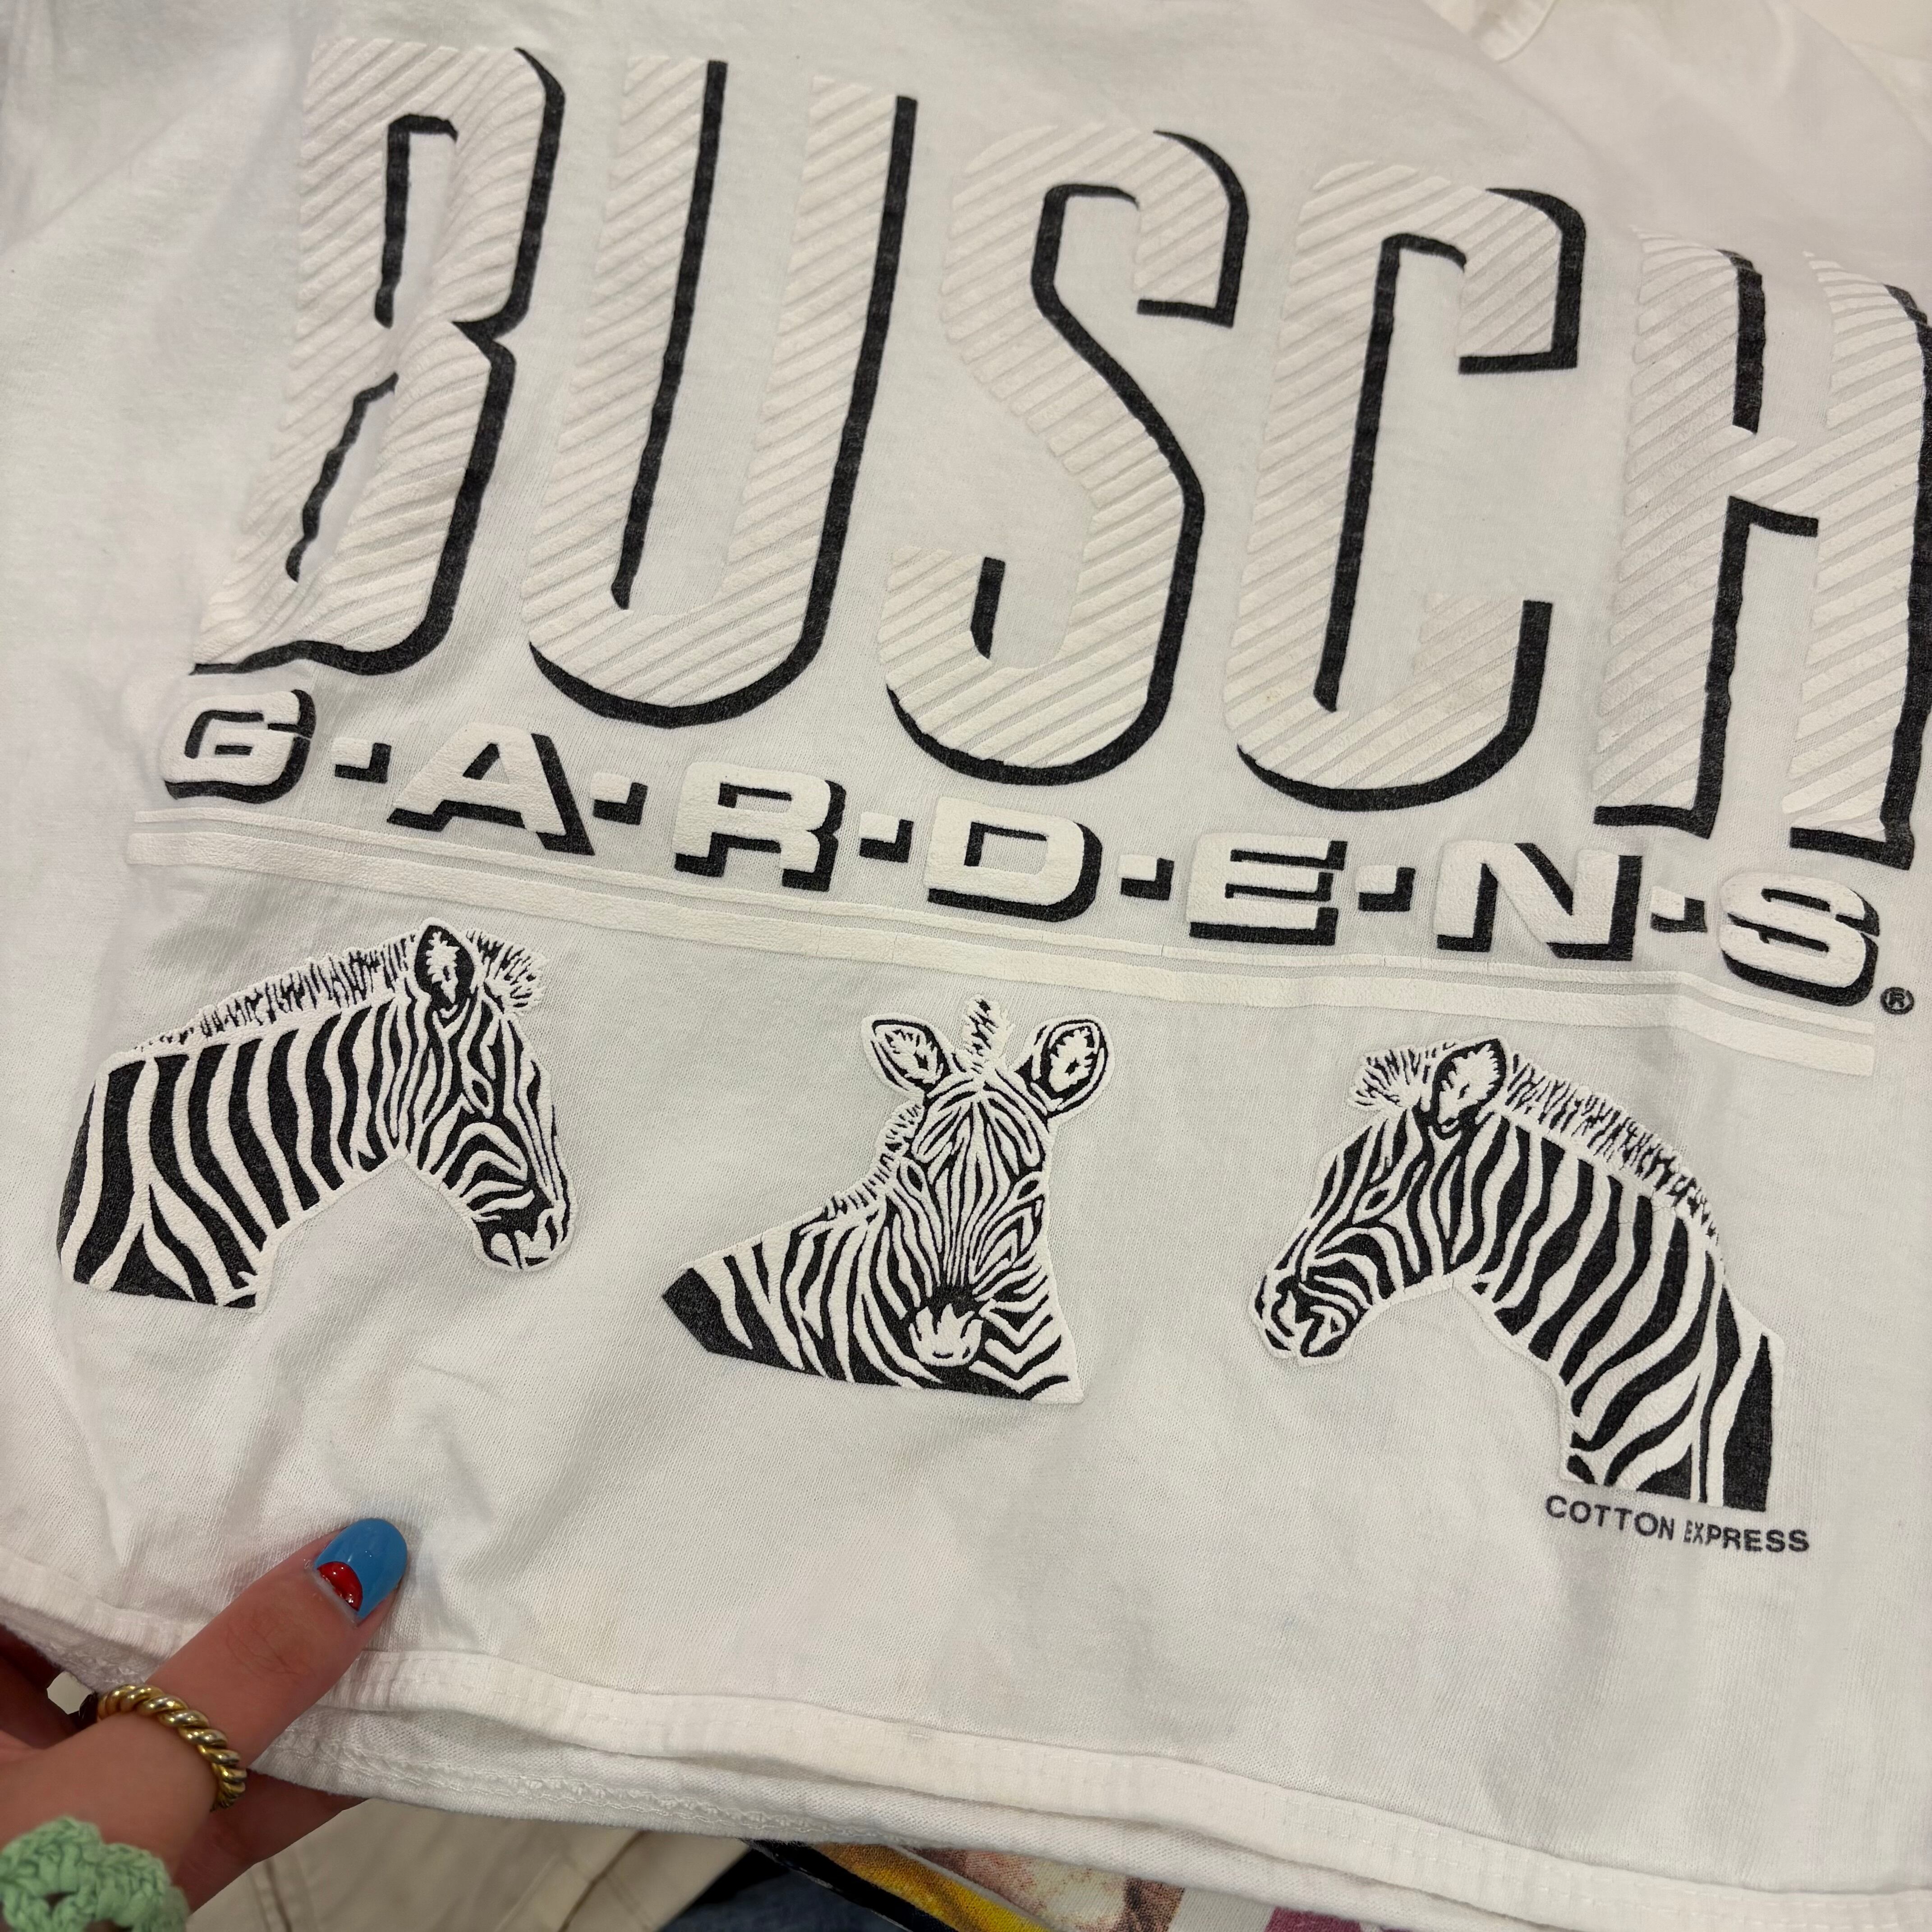 BUSCH
G·A·R·D·E·N·S®
COTTON EXPRESS